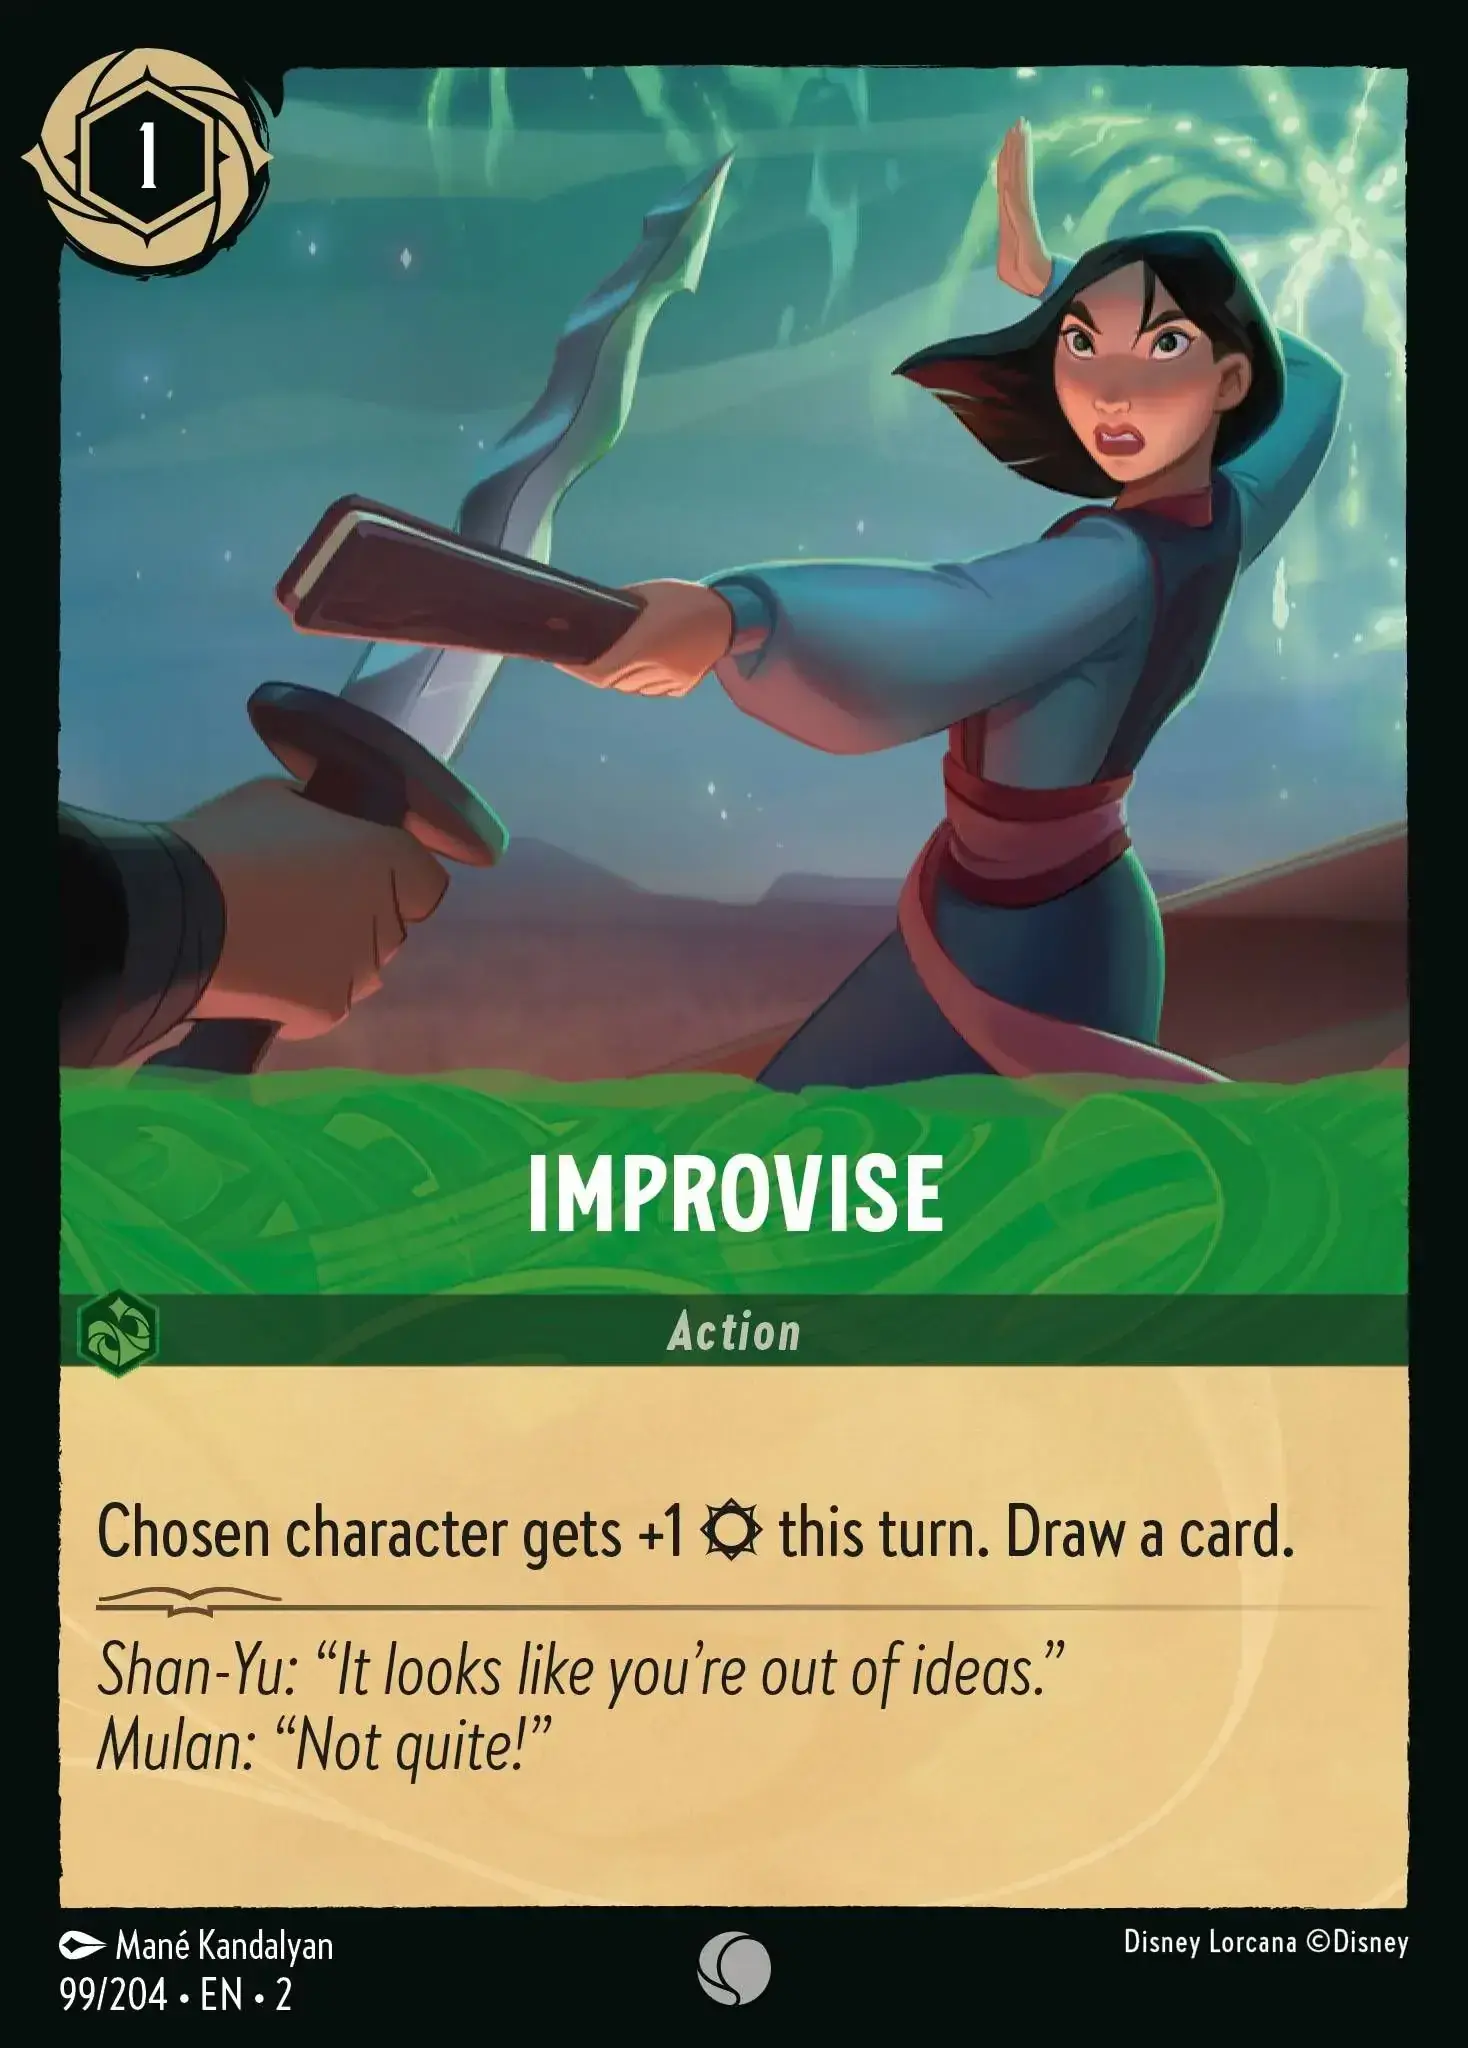 1
IMPROVISE
Action
Chosen character gets +1 this turn. Draw a card.
Shan-Yu: “It looks like you’re out of ideas.”
Mulan: “Not quite!”
Mané Kandalyan
Disney Lorcana ©Disney
99/204 • EN • 2